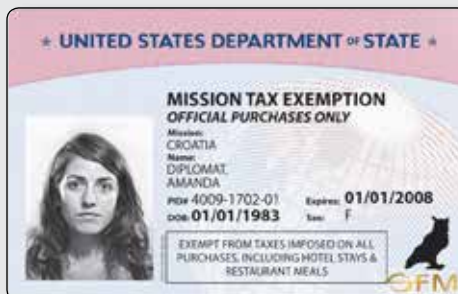 ★ UNITED STATES DEPARTMENT OF STATE ★
MISSION TAX EXEMPTION
OFFICIAL PURCHASES ONLY
Mission:
CROATIA
Name:
DIPLOMAT,
AMANDA
PID# 4009-1702-01 Expires: 01/01/2008
DOB: 01/01/1983 Sex: F
EXEMPT FROM TAXES IMPOSED ON ALL
PURCHASES, INCLUDING HOTEL STAYS &
RESTAURANT MEALS
OFM